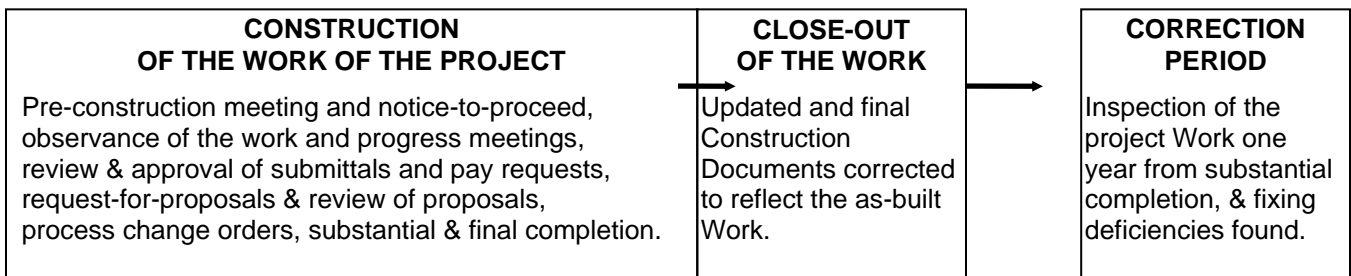 CONSTRUCTION
OF THE WORK OF THE PROJECT
Pre-construction meeting and notice-to-proceed,
observance of the work and progress meetings,
review & approval of submittals and pay requests,
request-for-proposals & review of proposals,
process change orders, substantial & final completion.
CLOSE-OUT
OF THE WORK
Updated and final
Construction
Documents corrected
to reflect the as-built
Work.
CORRECTION
PERIOD
Inspection of the
project Work one
year from substantial
completion, & fixing
deficiencies found.